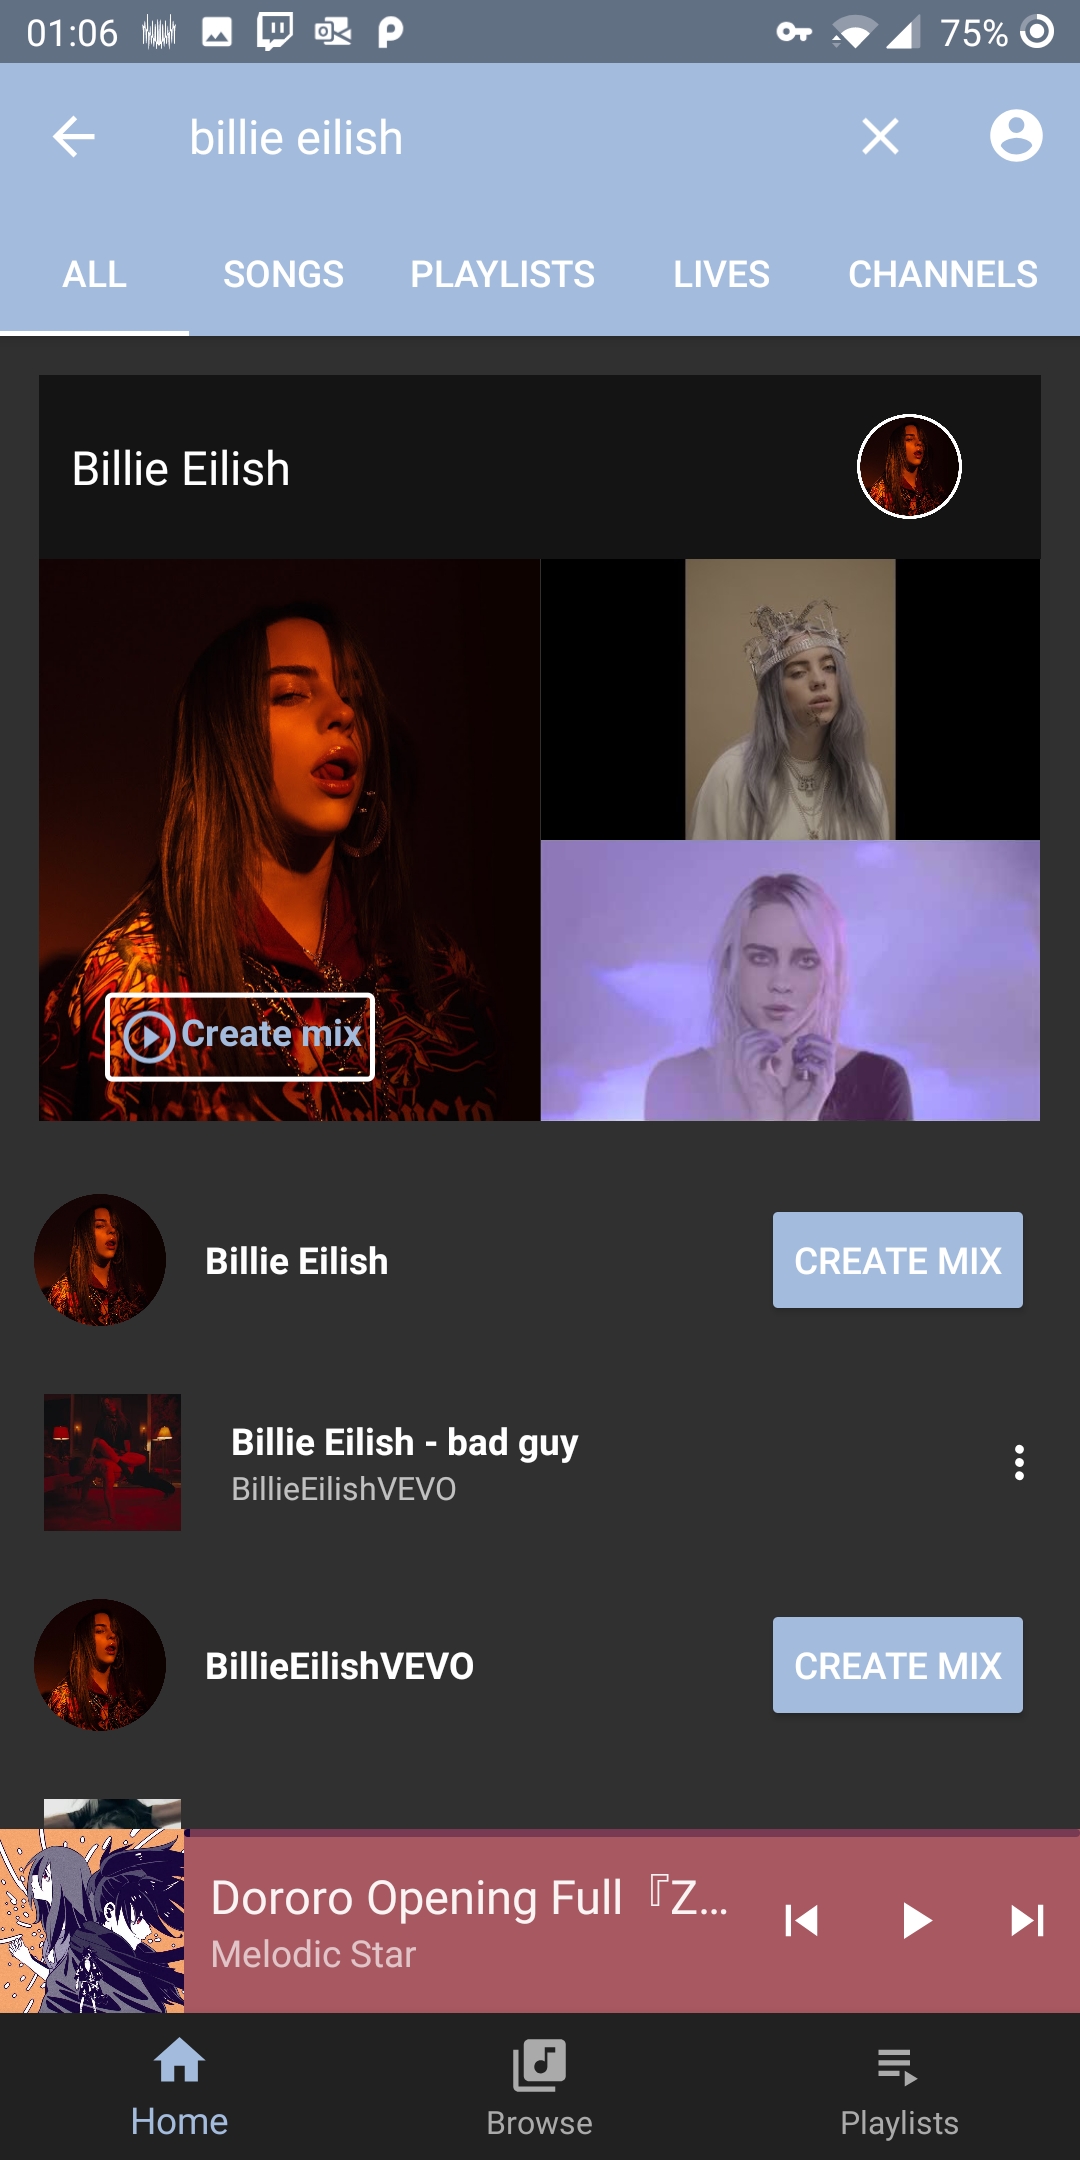 01:06
75%
billie eilish
ALL SONGS PLAYLISTS LIVES CHANNELS
Billie Eilish
Create mix
Billie Eilish
CREATE MIX
Billie Eilish - bad guy
BillieEilishVEVO
BillieEilishVEVO
CREATE MIX
Dororo Opening Full『Z...
Melodic Star
Home Browse Playlists